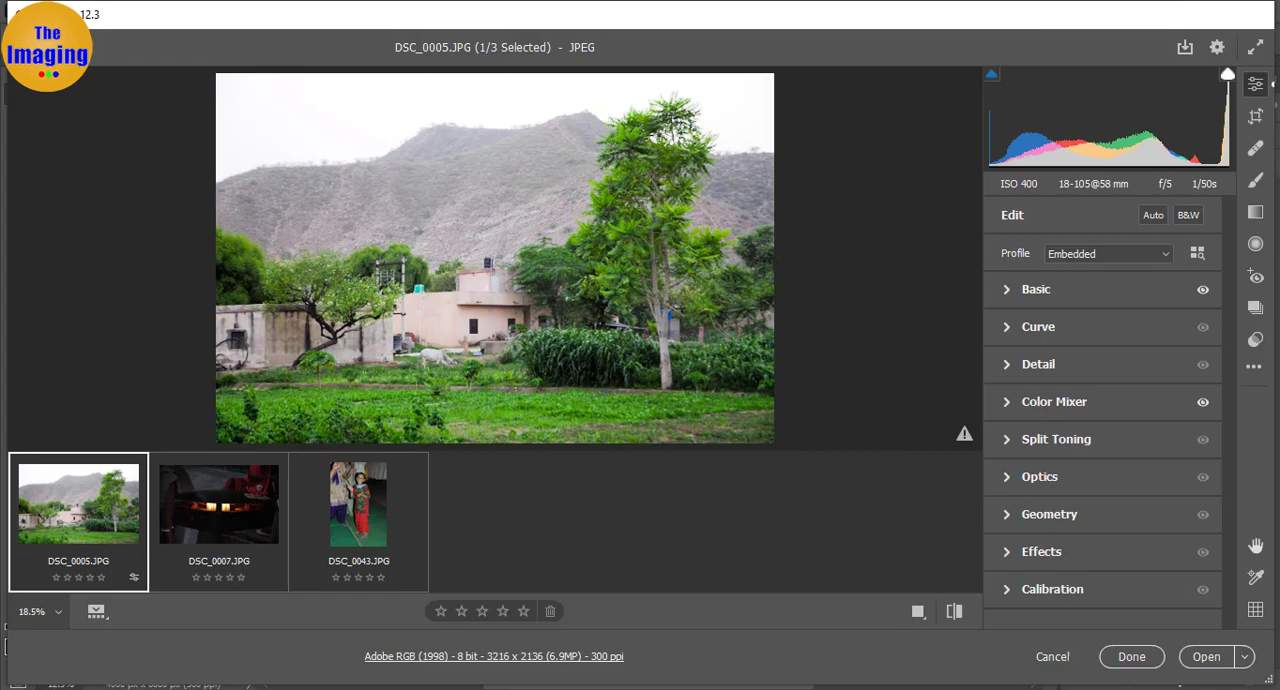 12.3
The
Imaging
DSC_0005.JPG (1/3 Selected) - JPEG
ISO 400 18-105@58 mm f/5 1/50s
Edit Auto B&W
Profile Embedded
Basic
Curve
Detail
Color Mixer
Split Toning
Optics
Geometry
Effects
Calibration
DSC_0005.JPG DSC_0007.JPG DSC_0043.JPG
18.5%
Adobe RGB (1998) - 8 bit - 3216 x 2136 (6.9MP) - 300 ppi
Cancel Done Open